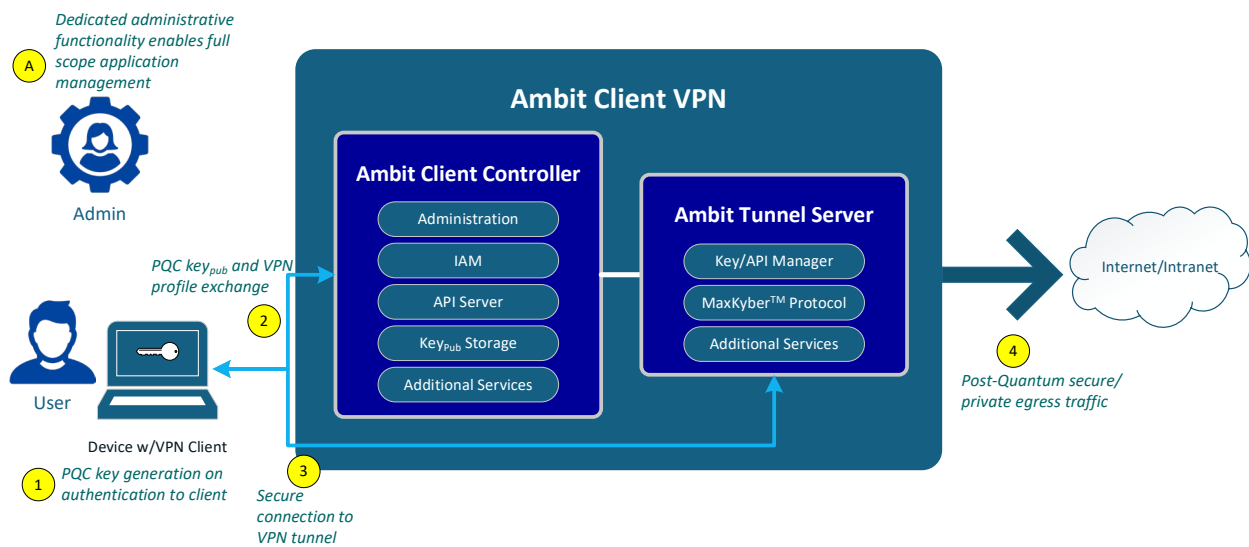 Dedicated administrative
functionality enables full
scope application
management
A
Admin
Ambit Client VPN
Ambit Client Controller
Administration
IAM
API Server
KeyPub Storage
Additional Services
Ambit Tunnel Server
Key/API Manager
MaxKyber™ Protocol
Additional Services
Internet/Intranet
PQC keypub and VPN
profile exchange
2
User
Device w/VPN Client
1
PQC key generation on
authentication to client
3
Secure
connection to
VPN tunnel
4
Post-Quantum secure/
private egress traffic